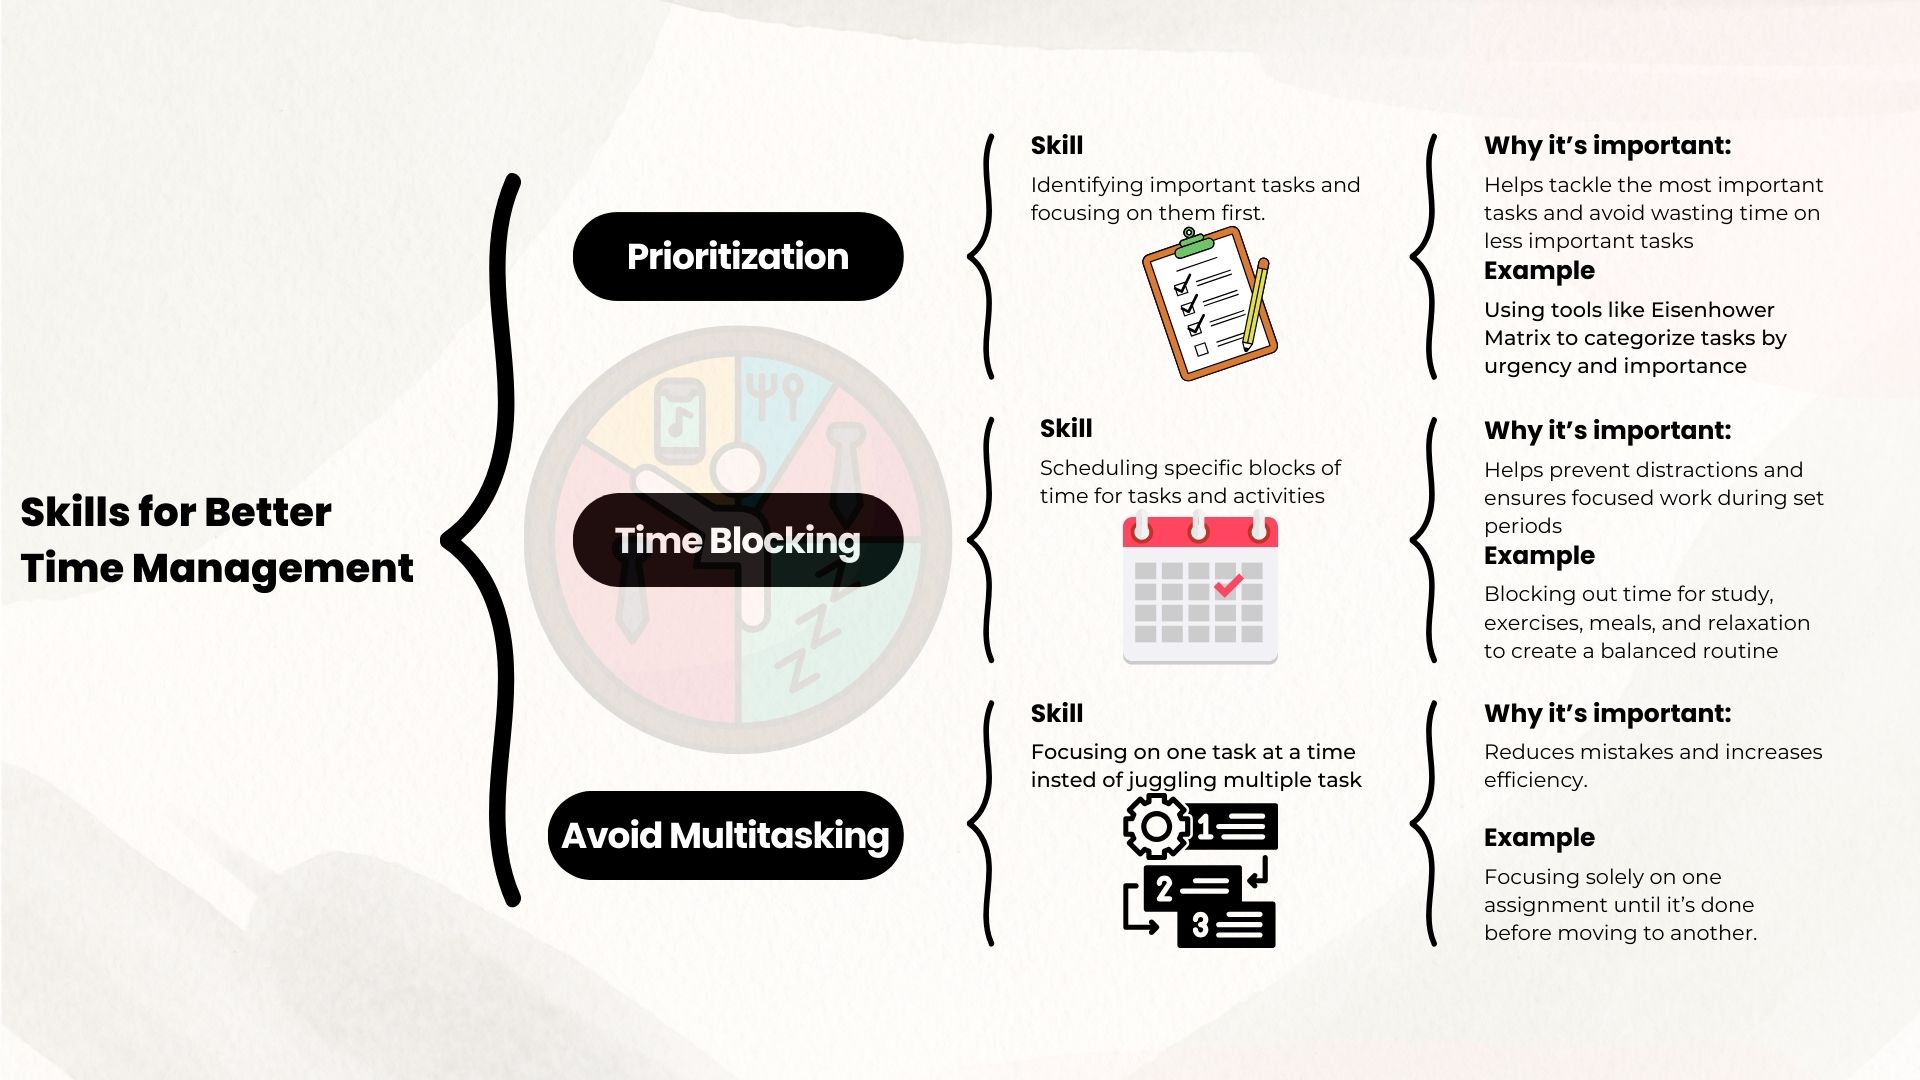 Skills for Better
Time Management
Prioritization
Skill
Identifying important tasks and
focusing on them first.
Why it’s important:
Helps tackle the most important
tasks and avoid wasting time on
less important tasks
Example
Using tools like Eisenhower
Matrix to categorize tasks by
urgency and importance
Time Blocking
Skill
Scheduling specific blocks of
time for tasks and activities
Why it’s important:
Helps prevent distractions and
ensures focused work during set
periods
Example
Blocking out time for study,
exercises, meals, and relaxation
to create a balanced routine
Z
Z
Z
Z
Avoid Multitasking
Skill
Focusing on one task at a time
insted of juggling multiple task
1
2
3
Why it’s important:
Reduces mistakes and increases
efficiency.
Example
Focusing solely on one
assignment until it’s done
before moving to another.